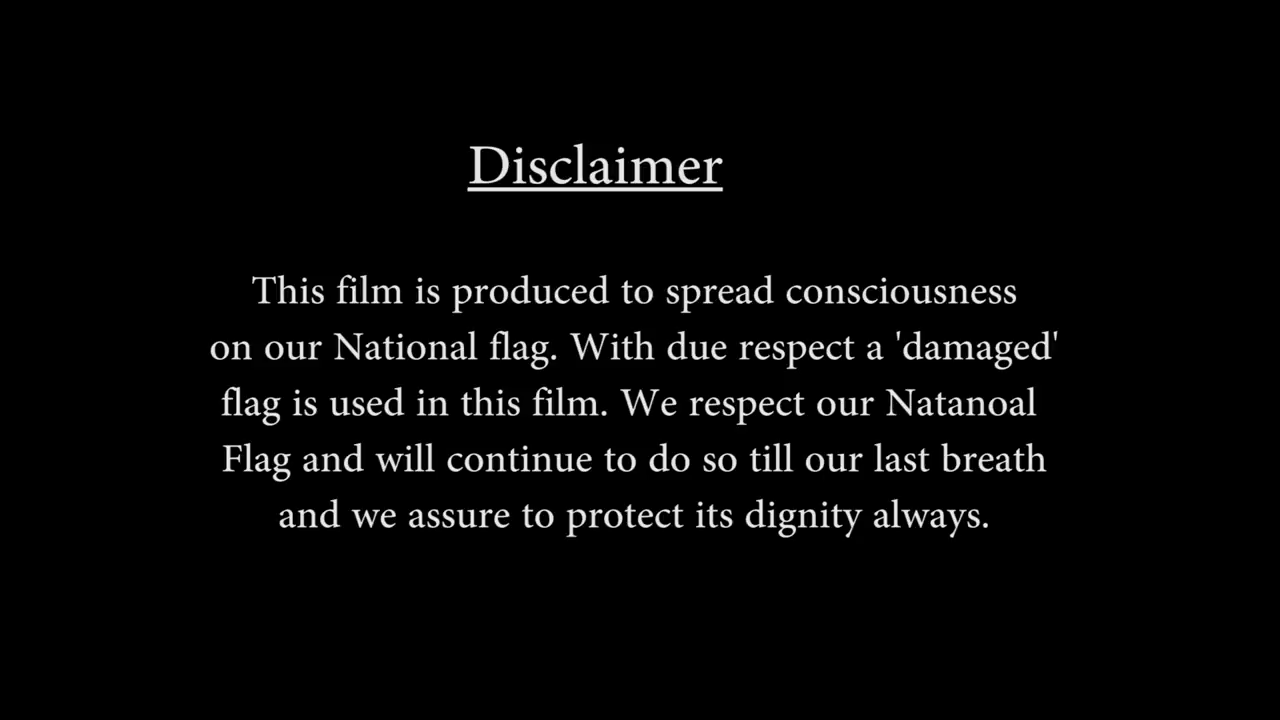 Disclaimer
This film is produced to spread consciousness
on our National flag. With due respect a 'damaged'
flag is used in this film. We respect our Natanoal
Flag and will continue to do so till our last breath
and we assure to protect its dignity always.